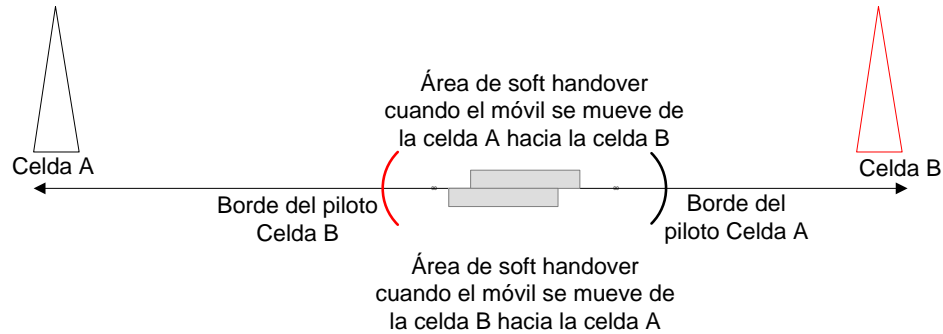 Área de soft handover
cuando el móvil se mueve de
la celda A hacia la celda B
Celda A
Celda B
Borde del piloto
Celda B
Borde del
piloto Celda A
Área de soft handover
cuando el móvil se mueve de
la celda B hacia la celda A